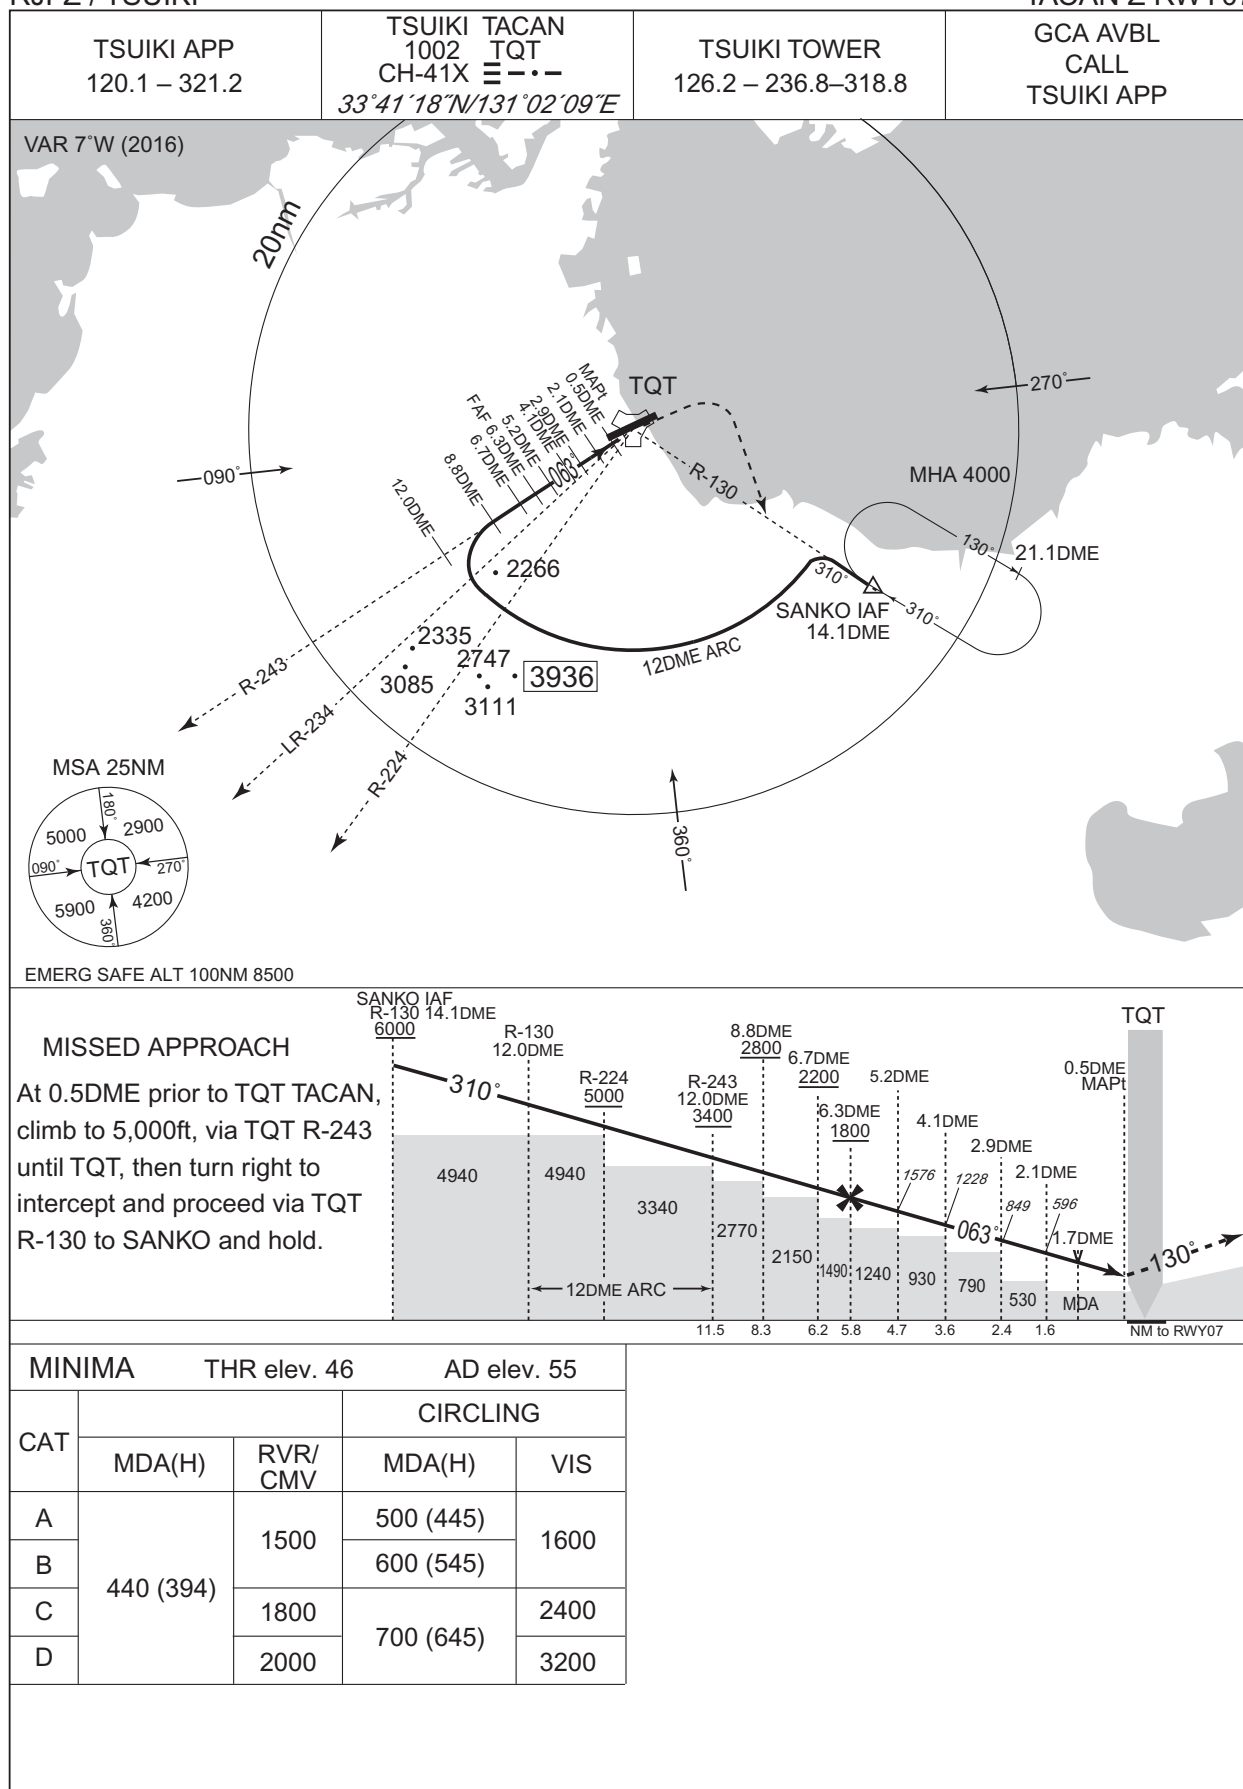 TSUIKI APP
120.1 – 321.2
TSUIKI TACAN
1002 TQT
CH-41X
33°41´18˝N/131°02´09˝E
TSUIKI TOWER
126.2 – 236.8–318.8
GCA AVBL
CALL
TSUIKI APP
VAR 7°W (2016)
20nm
TQT
MAPt
0.5DME
2.1DME
2.9DME
4.1DME
5.2DME
FAF 6.3DME
6.7DME
8.8DME
12.0DME
063°
090°
270°
MHA 4000
R-130
130°
21.1DME
310°
SANKO IAF
14.1DME
310°
12DME ARC
2266
2335
3085
2747
3111
3936
R-243
LR-234
R-224
360°
MSA 25NM
180°
5000
2900
090°
TQT
270°
5900
4200
360°
EMERG SAFE ALT 100NM 8500
MISSED APPROACH
At 0.5DME prior to TQT TACAN,
climb to 5,000ft, via TQT R-243
until TQT, then turn right to
intercept and proceed via TQT
R-130 to SANKO and hold.
SANKO IAF
R-130 14.1DME
6000
R-130
12.0DME
R-224
5000
R-243
12.0DME
3400
8.8DME
2800
6.7DME
2200
6.3DME
1800
5.2DME
4.1DME
2.9DME
2.1DME
1.7DME
0.5DME
MAPt
TQT
310°
063°
130°
1576
1228
849
596
4940
4940
3340
2770
2150
1490
1240
930
790
530
MDA
V
12DME ARC
11.5 8.3 6.2 5.8 4.7 3.6 2.4 1.6 NM to RWY07
MINIMA THR elev. 46 AD elev. 55
CAT
CIRCLING
MDA(H)
RVR/
CMV
MDA(H)
VIS
A
B
C
D
440 (394)
1500
1800
2000
500 (445)
600 (545)
700 (645)
1600
2400
3200